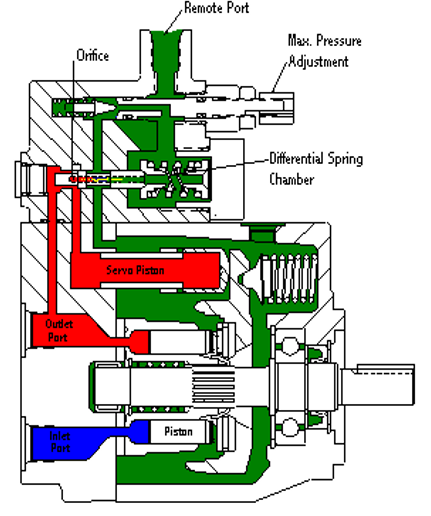 Remote Port
Max. Pressure
Adjustment
Orifice
Differential Spring
Chamber
Servo Piston
Outlet
Port
Piston
Inlet
Port